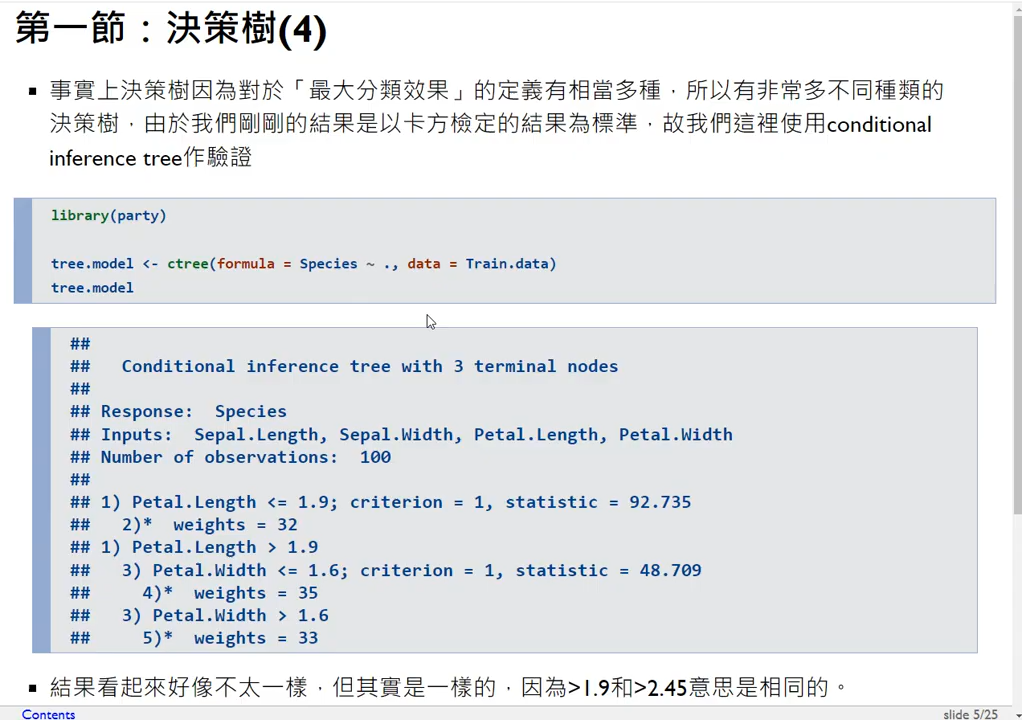 第一節：決策樹(4)
事實上決策樹因為對於「最大分類效果」的定義有相當多種，所以有非常多不同種類的
決策樹，由於我們剛剛的結果是以卡方檢定的結果為標準，故我們這裡使用conditional
inference tree作驗證
library(party)
tree.model <- ctree(formula = Species ~ ., data = Train.data)
tree.model
##
##   Conditional inference tree with 3 terminal nodes
##
## Response:  Species
## Inputs:  Sepal.Length, Sepal.Width, Petal.Length, Petal.Width
## Number of observations:  100
##
## 1) Petal.Length <= 1.9; criterion = 1, statistic = 92.735
##   2)*  weights = 32
## 1) Petal.Length > 1.9
##   3) Petal.Width <= 1.6; criterion = 1, statistic = 48.709
##     4)*  weights = 35
##   3) Petal.Width > 1.6
##     5)*  weights = 33
結果看起來好像不太一樣，但其實是一樣的，因為>1.9和>2.45意思是相同的。
Contents
slide 5/25